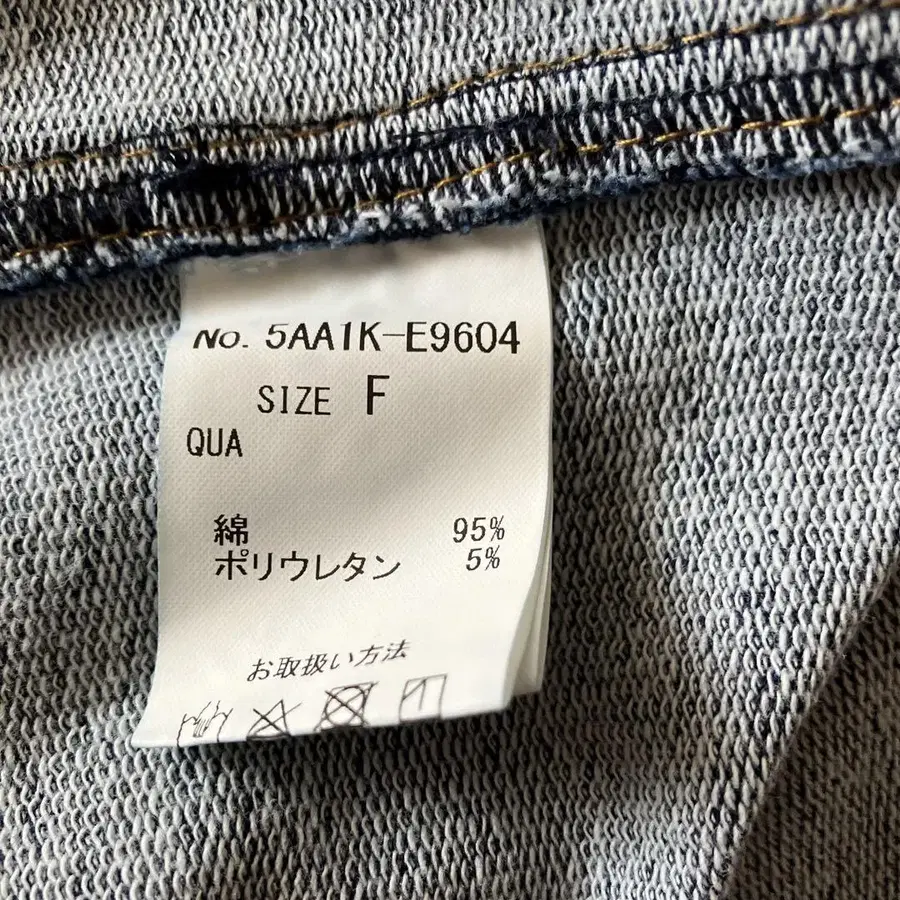 No. 5AA1K-E9604
SIZE F
QUA
綿 95%
ポリウレタン 5%
お取扱い方法